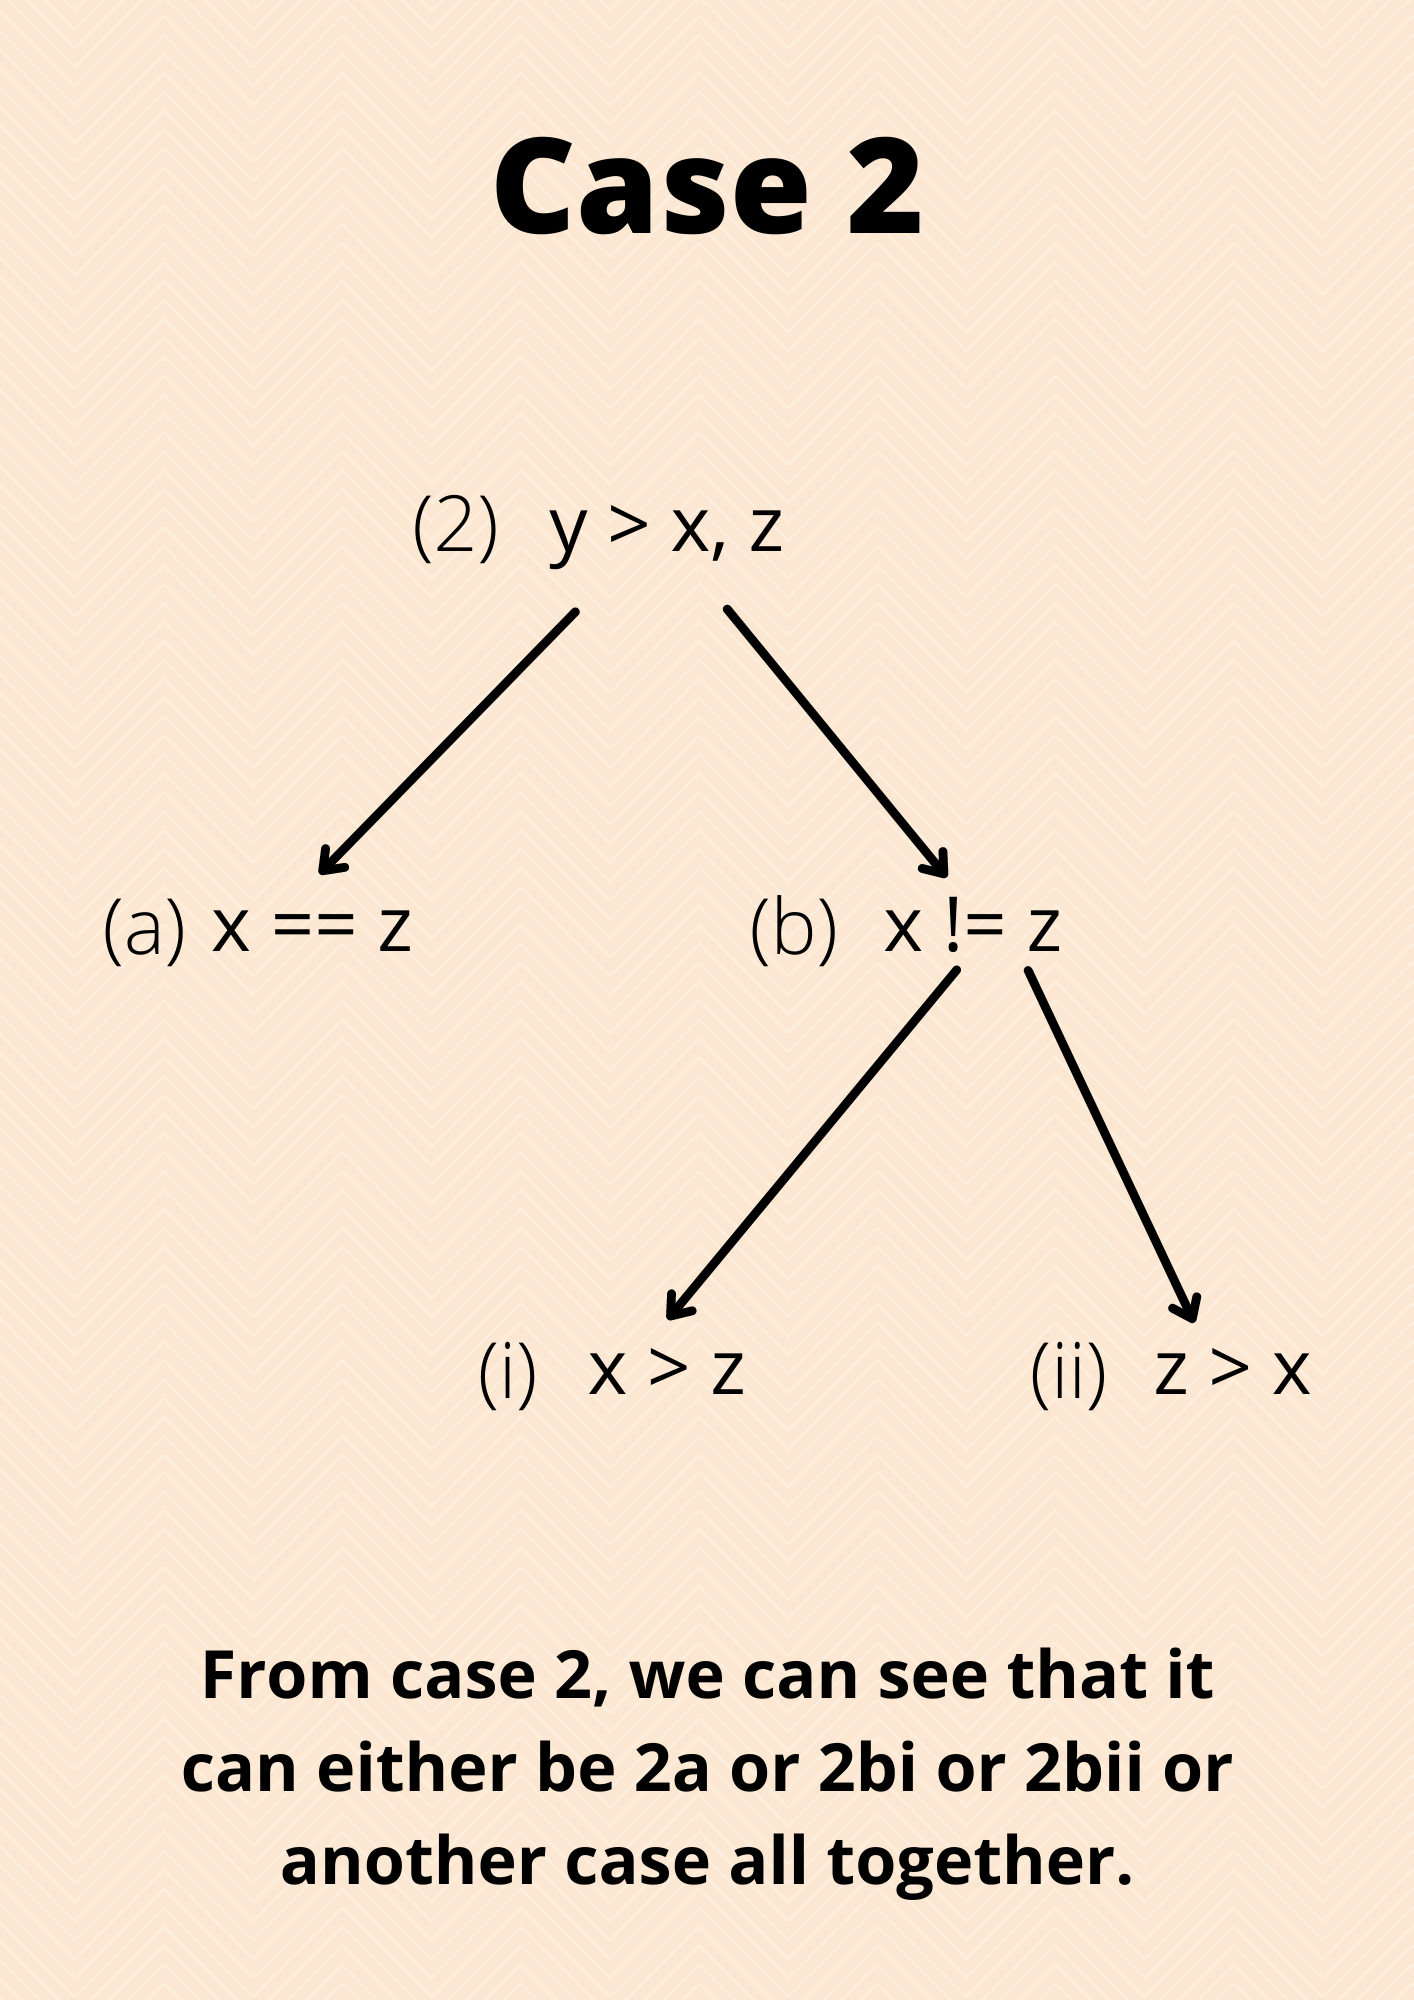 Case 2
(2) y > x, z
(a) x == z
(b) x != z
(i) x > z
(ii) z > x
From case 2, we can see that it
can either be 2a or 2bi or 2bii or
another case all together.